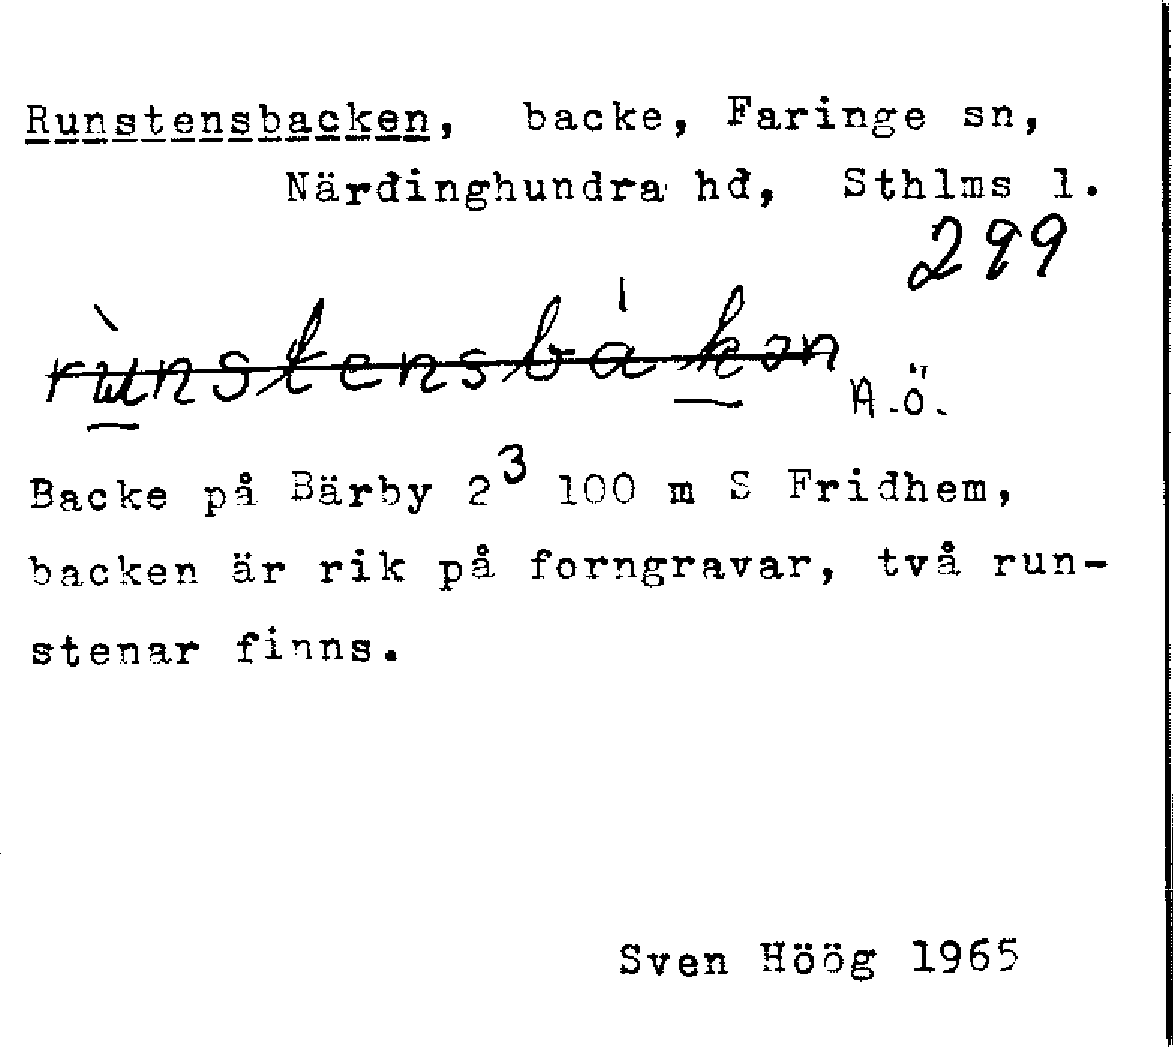 Runstensbacken, backe, Faringe sn,
Närdinghundra hd, Sthlms l.
299
runstensbakan
A.Ö.
Backe på Bärby 2³ 100 m S Fridhem,
backen är rik på forngravar, två run-
stenar finns.
Sven Höög 1965